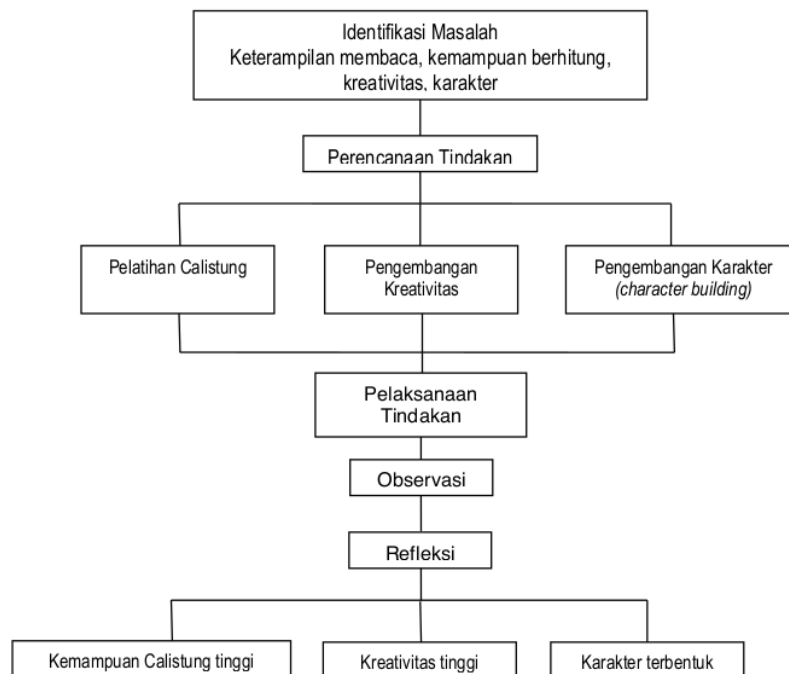 Identifikasi Masalah
Keterampilan membaca, kemampuan berhitung,
kreativitas, karakter
Perencanaan Tindakan
Pelatihan Calistung
Pengembangan
Kreativitas
Pengembangan Karakter
(character building)
Pelaksanaan
Tindakan
Observasi
Refleksi
Kemampuan Calistung tinggi
Kreativitas tinggi
Karakter terbentuk